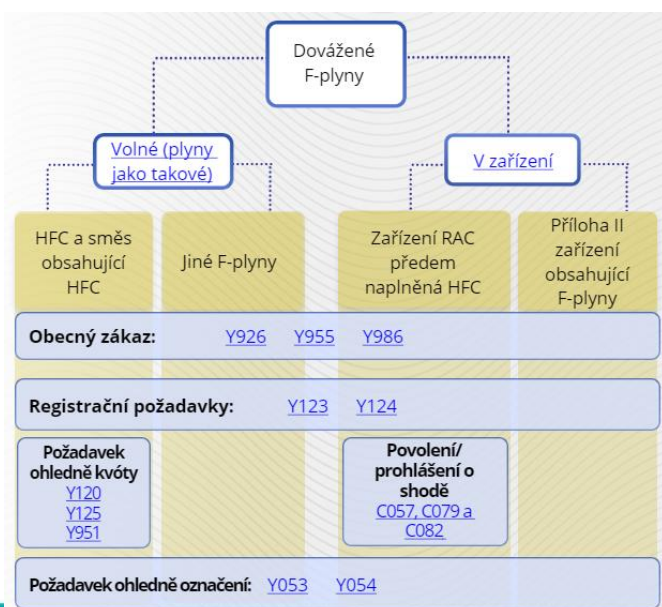 Dovážené
F-plyny
Volné (plyny
jako takové)
V zařízení
HFC a směs
obsahující
HFC
Jiné F-plyny
Zařízení RAC
předem
naplněná HFC
Příloha II
zařízení
obsahující
F-plyny
Obecný zákaz: Y926 Y955 Y986
Registrační požadavky: Y123 Y124
Požadavek
ohledně kvóty
Y120
Y125
Y951
Povolení/
prohlášení o
shodě
C057, C079 a
C082
Požadavek ohledně označení: Y053 Y054